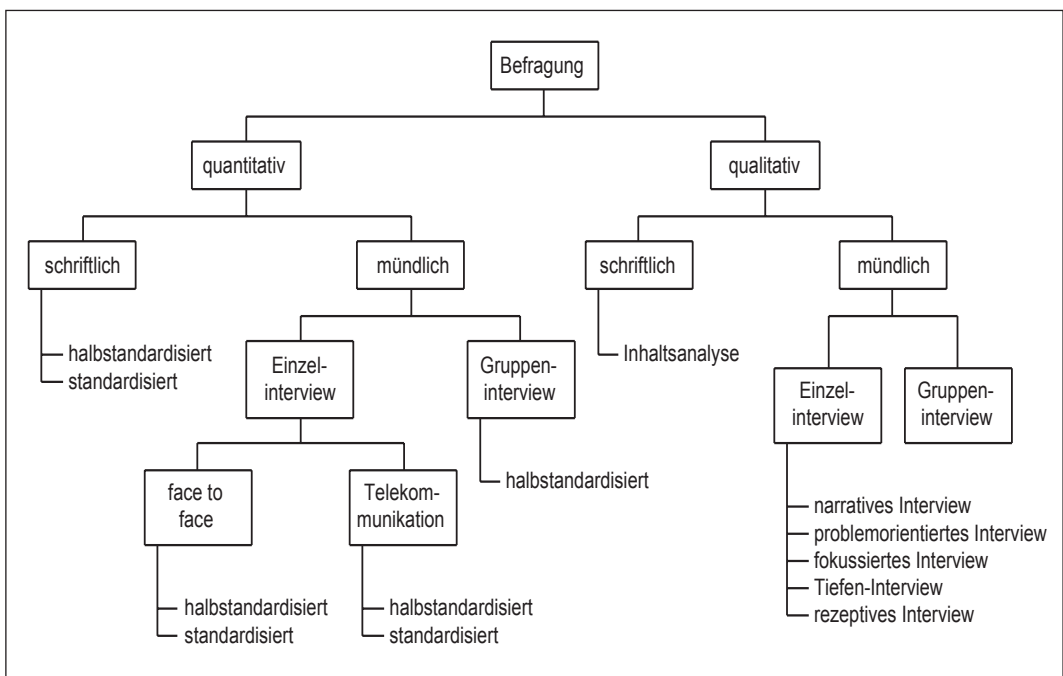 Befragung
quantitativ
qualitativ
schriftlich
mündlich
schriftlich
mündlich
halbstandardisiert
standardisiert
Einzel-
interview
Gruppen-
interview
Inhaltsanalyse
Einzel-
interview
Gruppen-
interview
face to
face
Telekom-
munikation
halbstandardisiert
narratives Interview
problemorientiertes Interview
fokussiertes Interview
Tiefen-Interview
rezeptives Interview
halbstandardisiert
standardisiert
halbstandardisiert
standardisiert